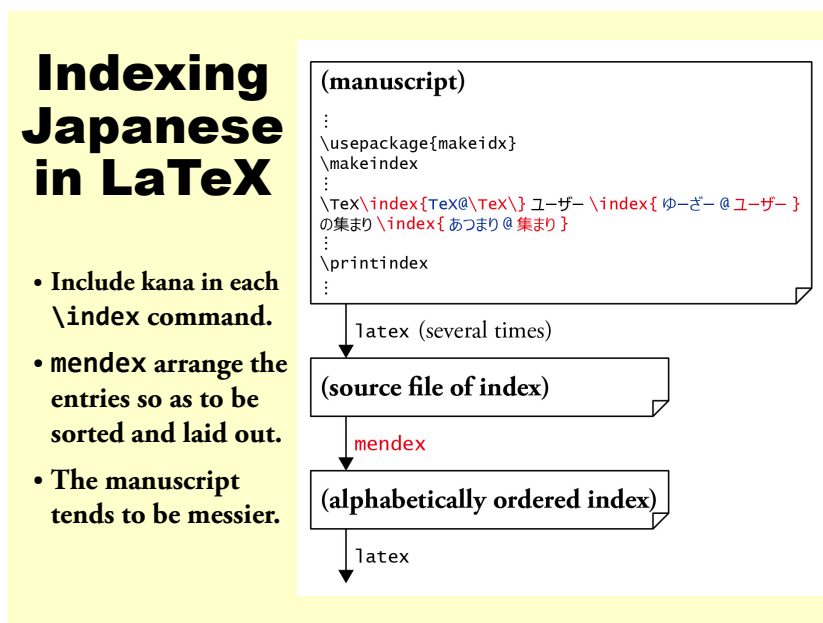 Indexing
Japanese
in LaTeX
• Include kana in each
\index command.
• mendex arrange the
entries so as to be
sorted and laid out.
• The manuscript
tends to be messier.
(manuscript)
⋮
\usepackage{makeidx}
\makeindex
⋮
\TeX\index{TeX@\TeX\} ユーザー \index{ ゆーざー @ ユーザー }
の集まり \index{ あつまり @ 集まり }
⋮
\printindex
⋮
latex (several times)
(source file of index)
mendex
(alphabetically ordered index)
latex